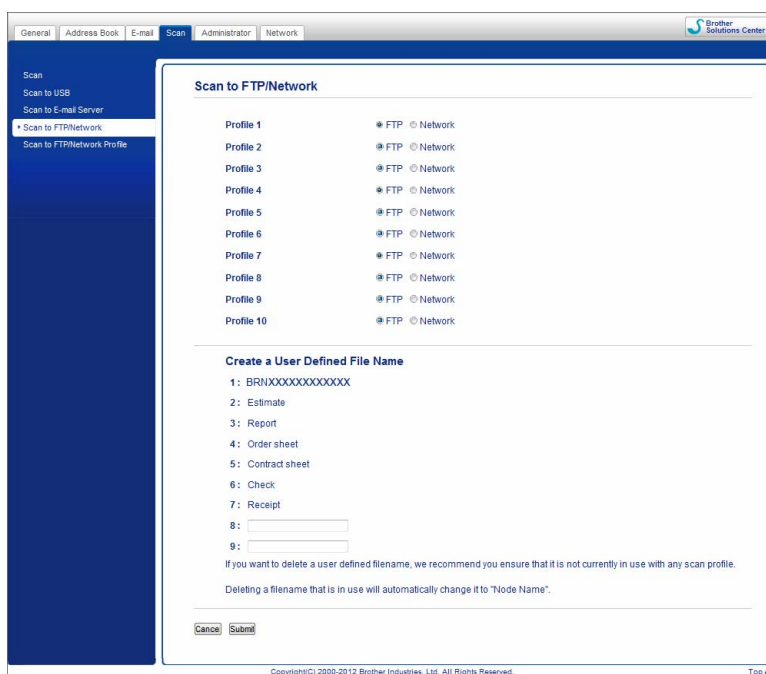 General Address Book E-mail Scan Administrator Network
Brother
Solutions Center
Scan
Scan to USB
Scan to E-mail Server
Scan to FTP/Network
Scan to FTP/Network Profile
Scan to FTP/Network
Profile 1 FTP Network
Profile 2 FTP Network
Profile 3 FTP Network
Profile 4 FTP Network
Profile 5 FTP Network
Profile 6 FTP Network
Profile 7 FTP Network
Profile 8 FTP Network
Profile 9 FTP Network
Profile 10 FTP Network
Create a User Defined File Name
1: BRNXXXXXXXXXXXX
2: Estimate
3: Report
4: Order sheet
5: Contract sheet
6: Check
7: Receipt
8:
9:
If you want to delete a user defined filename, we recommend you ensure that it is not currently in use with any scan profile.
Deleting a filename that is in use will automatically change it to "Node Name".
Cance Submit
Copyright(C) 2000-2012 Brother Industries, Ltd. All Rights Reserved. Top